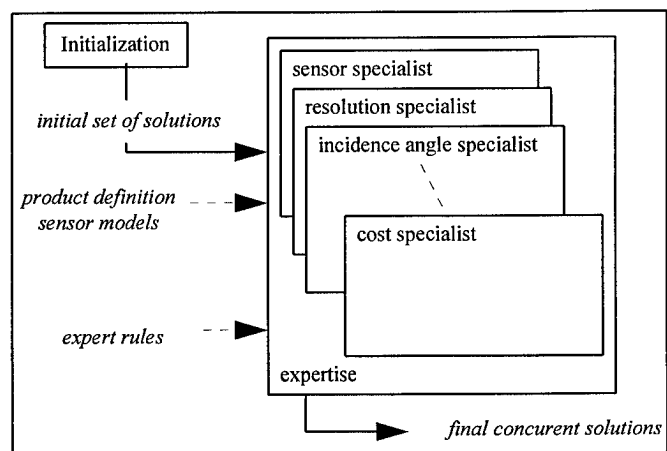 Initialization
sensor specialist
resolution specialist
initial set of solutions
incidence angle specialist
product definition
sensor models
cost specialist
expert rules
expertise
final concurent solutions